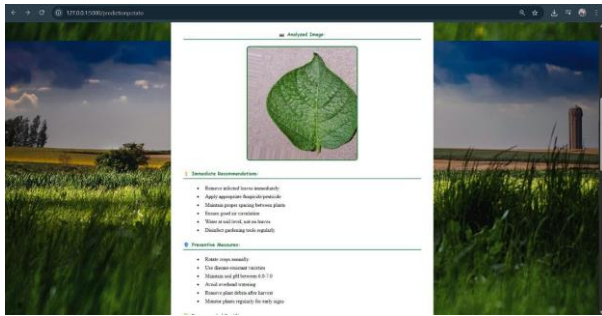 127.0.0.1:5000/predictionpotato
Analyzed Image:
Immediate Recommendations:
Remove infected leaves immediately
Apply appropriate fungicide/pesticide
Maintain proper spacing between plants
Ensure good air circulation
Water at soil level, not on leaves
Disinfect gardening tools regularly
Preventive Measures:
Rotate crops annually
Use disease-resistant varieties
Maintain soil pH between 6.0-7.0
Avoid overhead watering
Remove plant debris after harvest
Monitor plants regularly for early signs